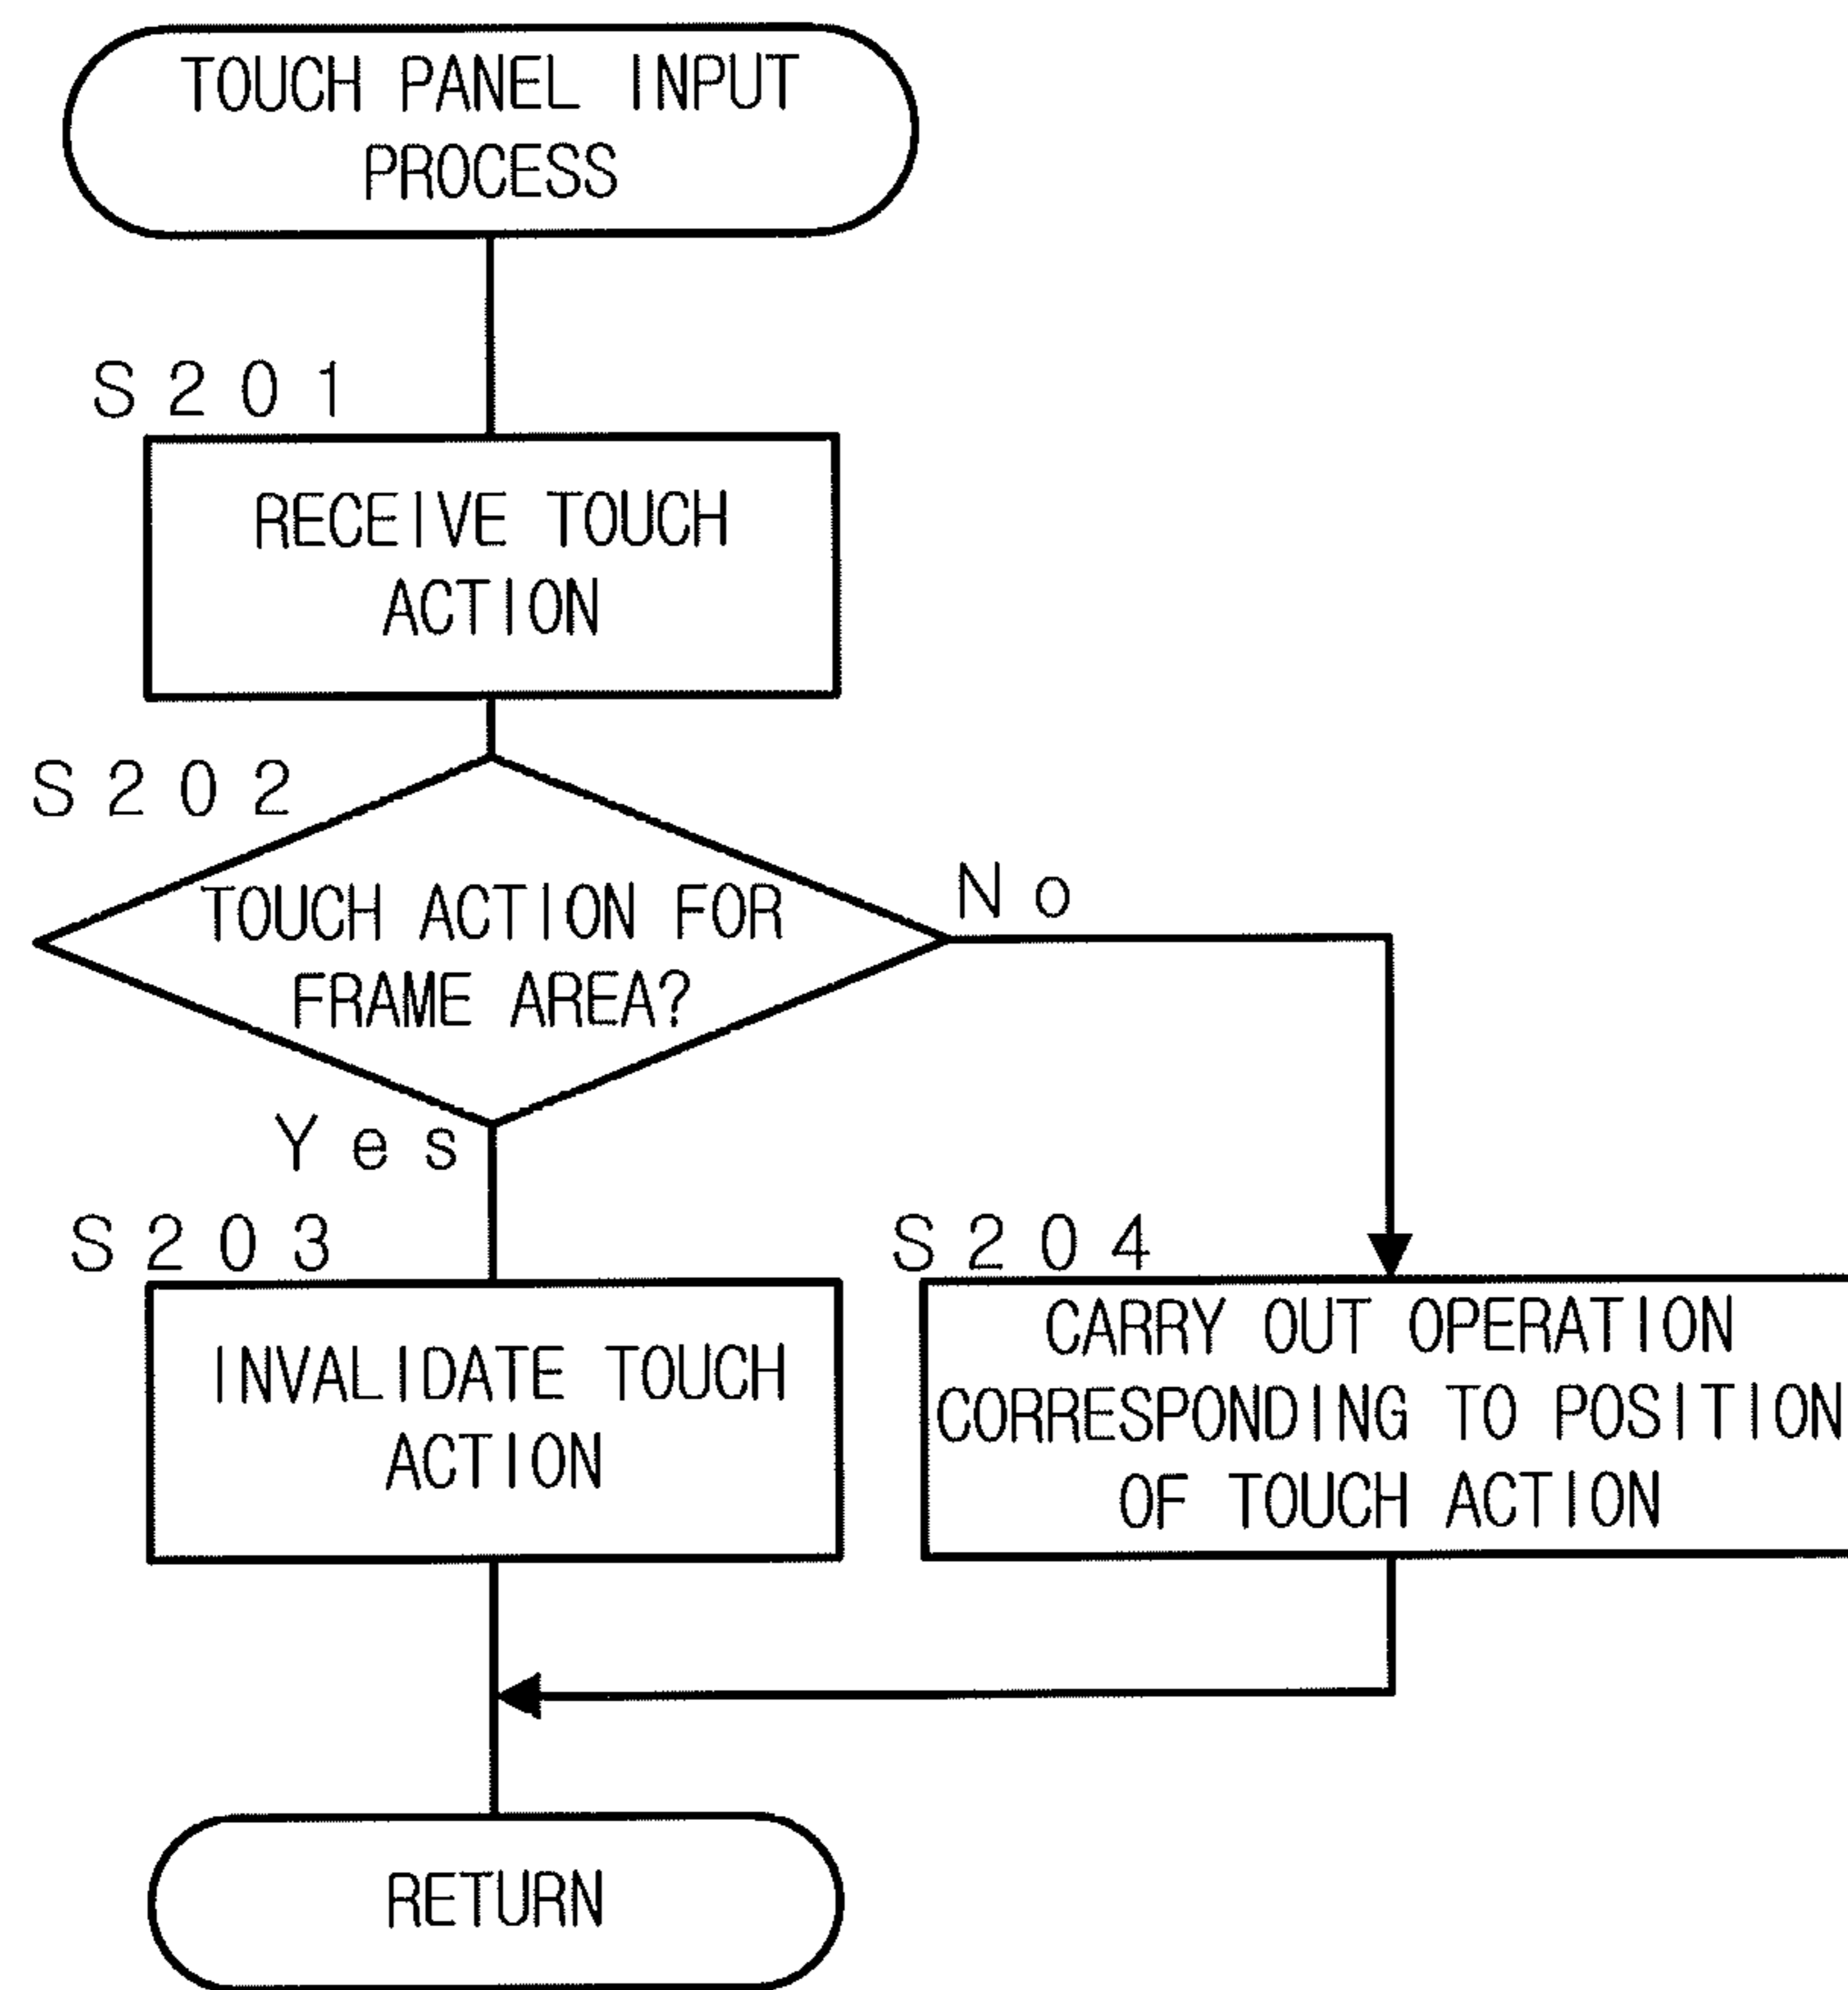 TOUCH PANEL INPUT
PROCESS
S201
RECEIVE TOUCH
ACTION
S202
TOUCH ACTION FOR
FRAME AREA?
No
Yes
S203
INVALIDATE TOUCH
ACTION
S204
CARRY OUT OPERATION
CORRESPONDING TO POSITION
OF TOUCH ACTION
RETURN